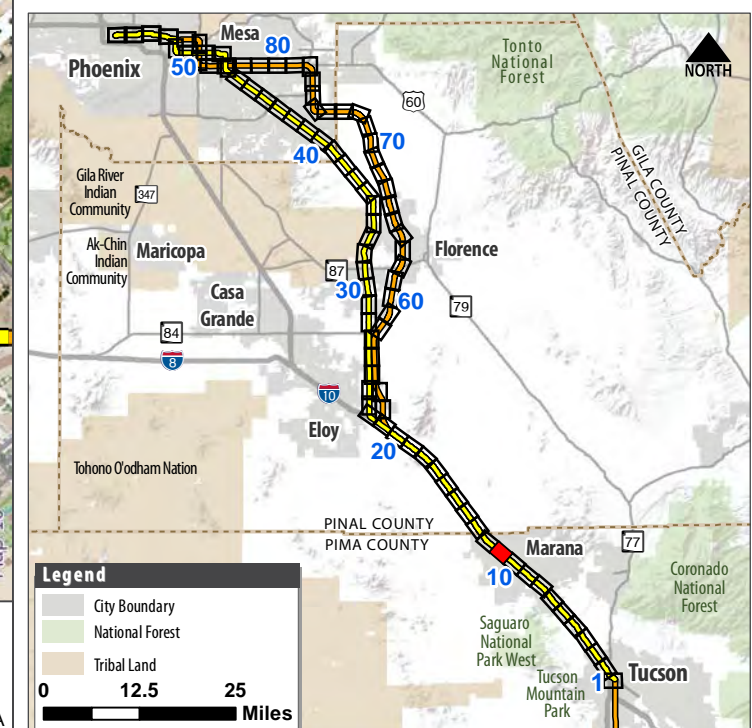 Mesa
80
Tonto
National
Forest
Phoenix
50
NORTH
60
70
40
GILA COUNTY
PINAL COUNTY
Gila River
Indian
Community
347
Ak-Chin
Indian
Community
Maricopa
Florence
87
30
60
Casa
Grande
79
84
8
10
Eloy
20
Tohono O'odham Nation
PINAL COUNTY
PIMA COUNTY
Marana
77
10
Coronado
National
Forest
Saguaro
National
Park West
Tucson
Mountain
Park
1
Tucson
Legend
City Boundary
National Forest
Tribal Land
0 12.5 25
Miles
A